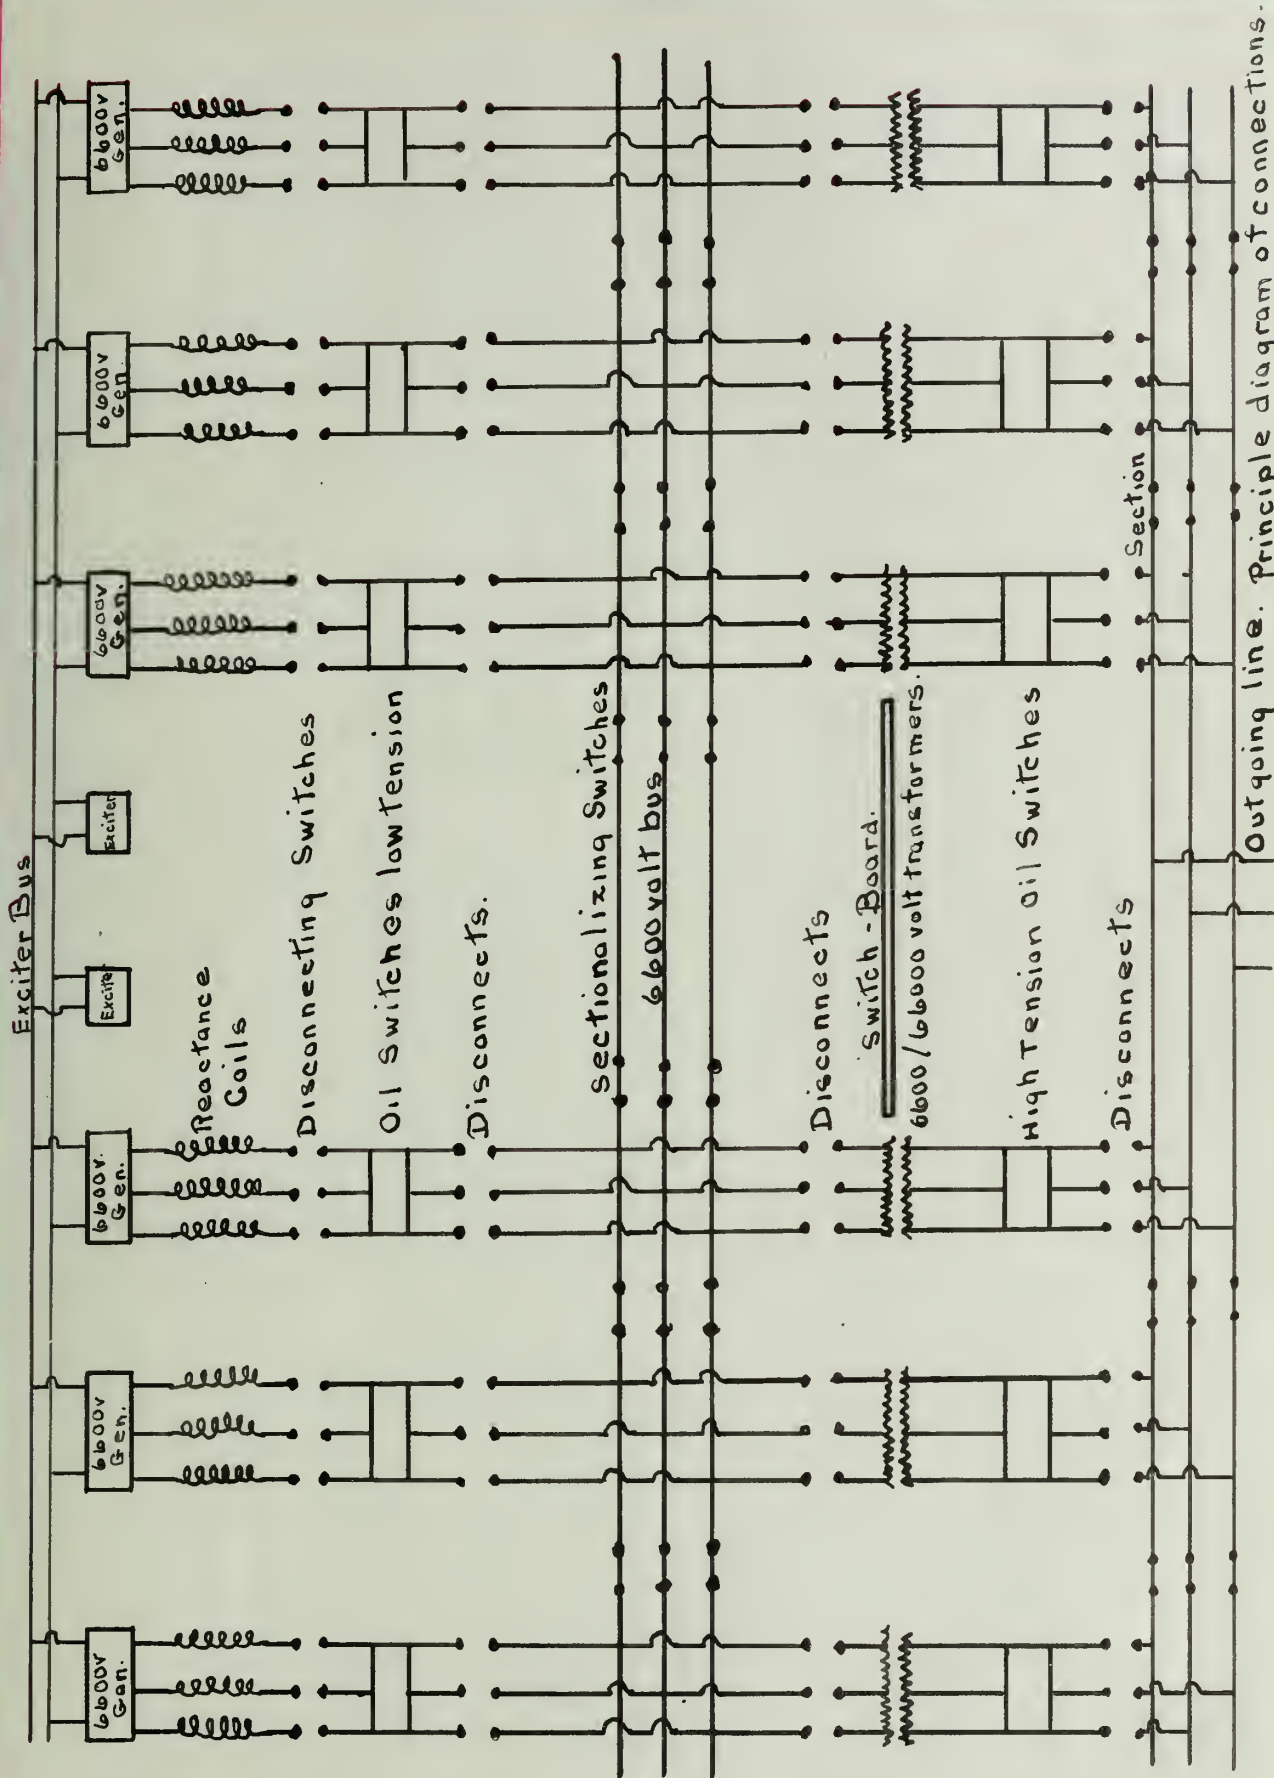 Exciter Bus
6600v
Gen.
6600v
Gen.
6600v.
Gen.
Exciter
Exciter
6600v
Gen.
6600v
Gen.
6600v
Gen.
Reactance
Coils
Disconnecting Switches
Oil Switches low Tension
Disconnects.
Sectionalizing Switches
6600 volt bus
Disconnects
Switch-Board.
6600/66000 volt transformers.
High Tension Oil Switches
Disconnects
Section
Outgoing line. Principle diagram of connections.